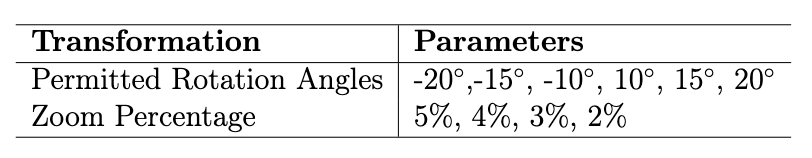 Transformation Parameters
Permitted Rotation Angles -20°,-15°, -10°, 10°, 15°, 20°
Zoom Percentage 5%, 4%, 3%, 2%